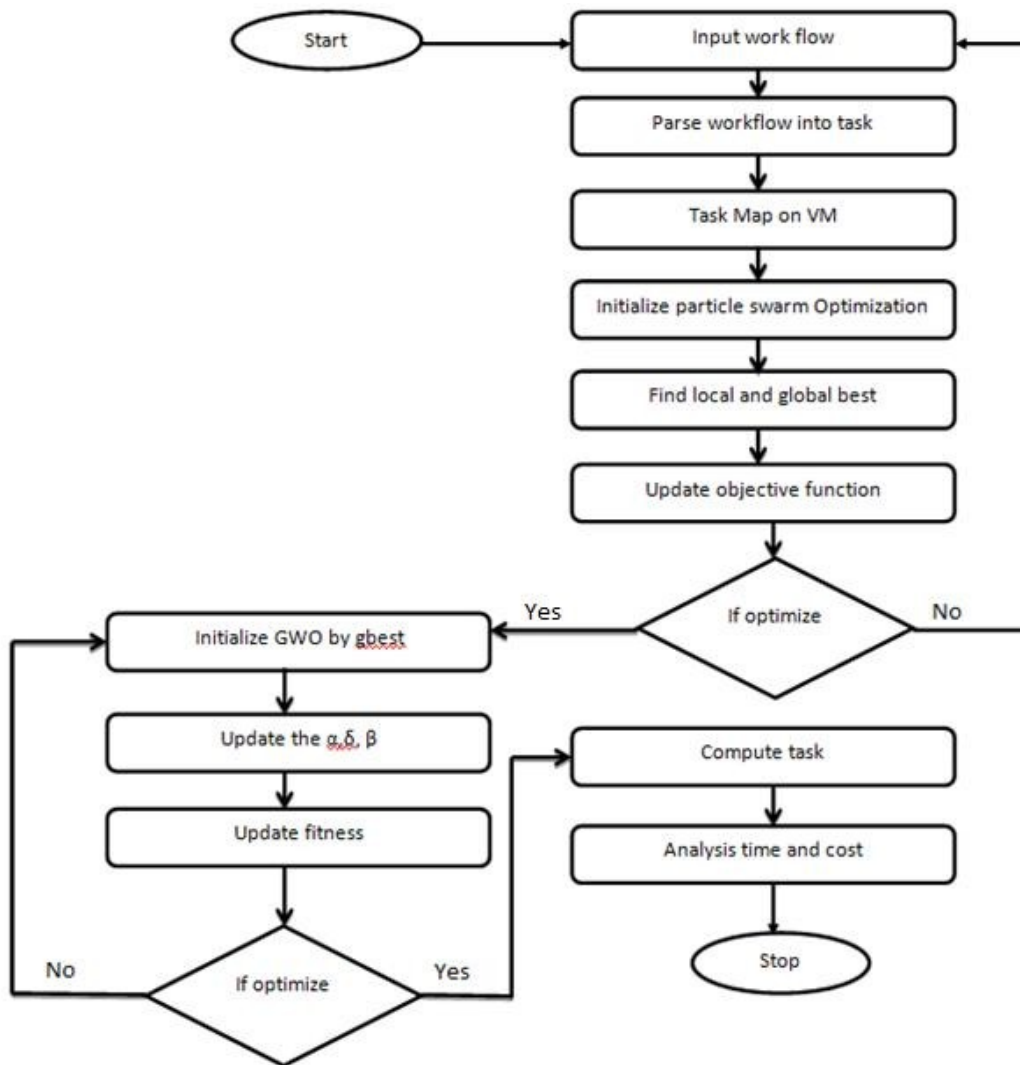 Start
Input work flow
Parse workflow into task
Task Map on VM
Initialize particle swarm Optimization
Find local and global best
Update objective function
If optimize
Yes
No
Initialize GWO by gbest
Update the α,δ, β
Update fitness
If optimize
No
Yes
Compute task
Analysis time and cost
Stop